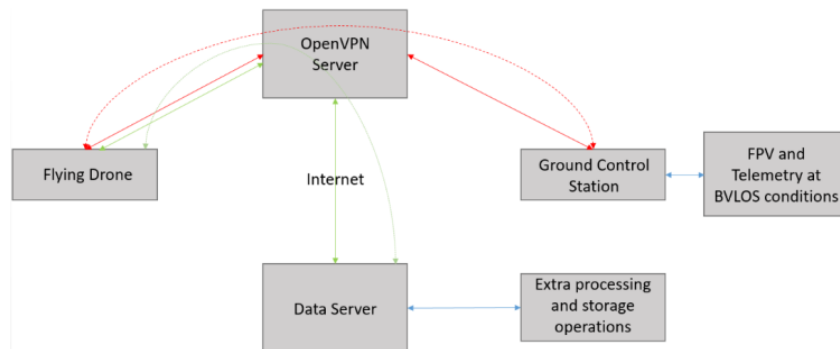 OpenVPN
Server
Flying Drone
Internet
Ground Control
Station
FPV and
Telemetry at
BVLOS conditions
Data Server
Extra processing
and storage
operations